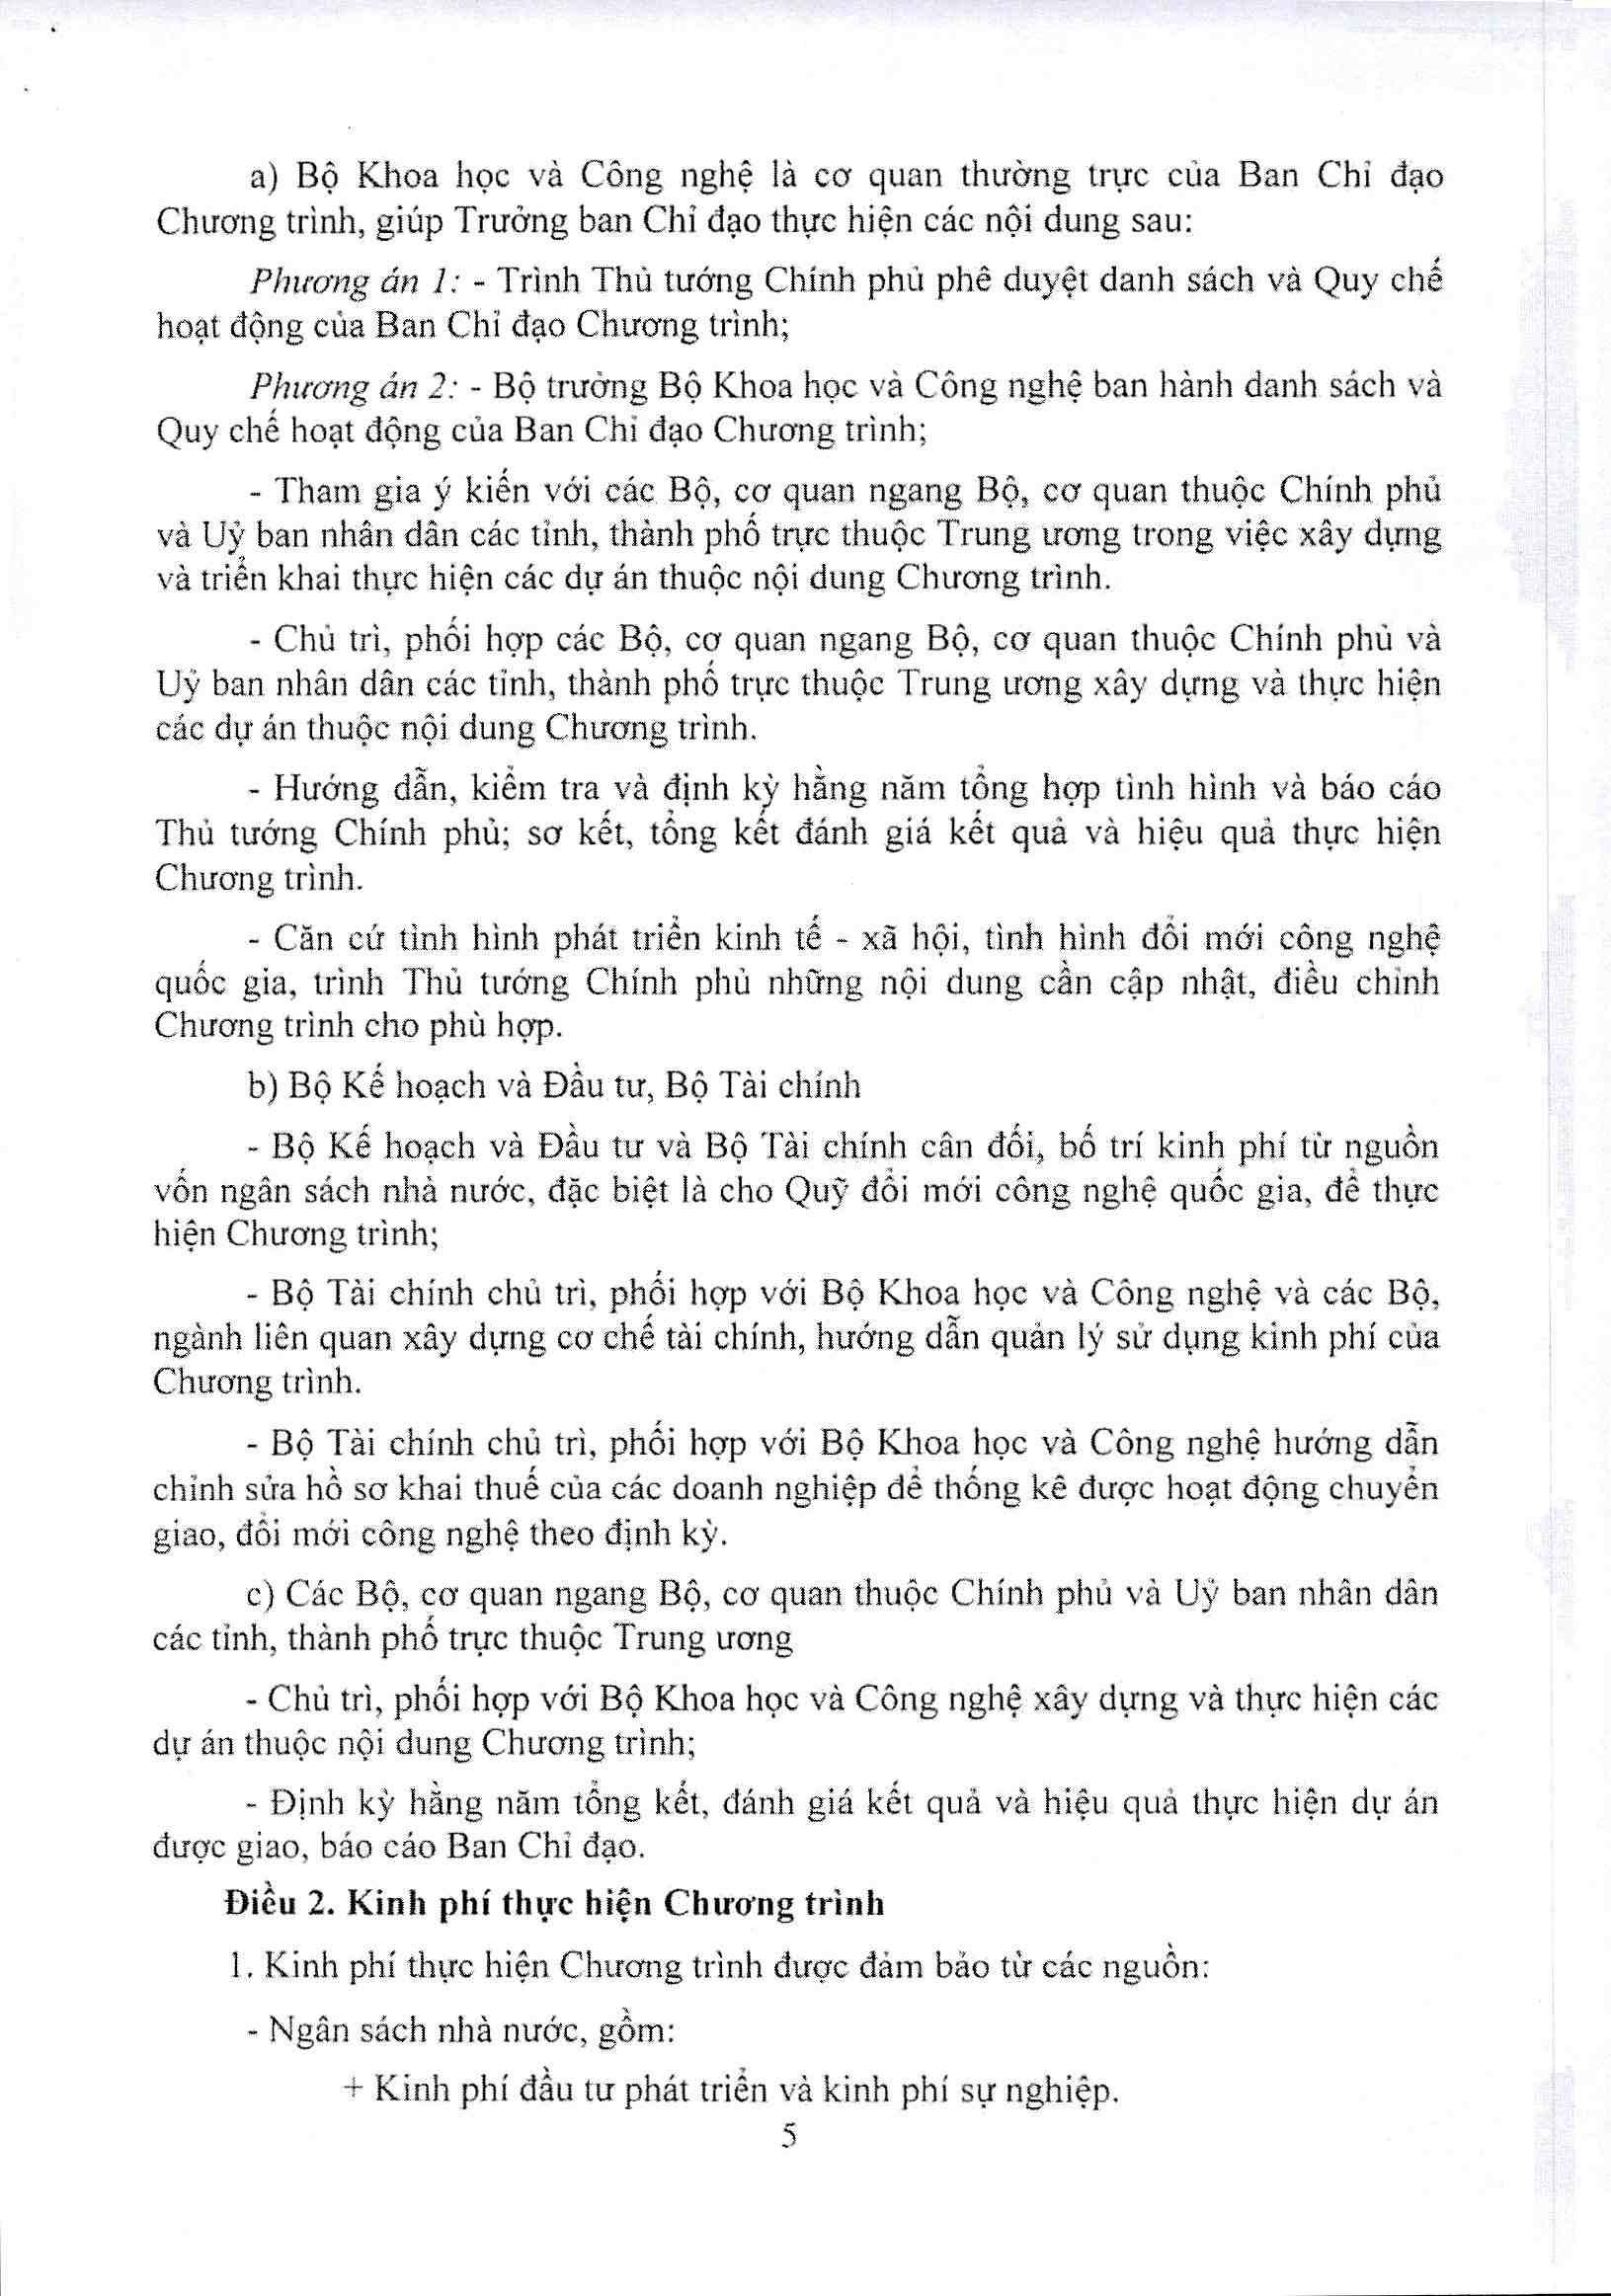 a) Bộ Khoa học và Công nghệ là cơ quan thường trực của Ban Chỉ đạo
Chương trình, giúp Trưởng ban Chỉ đạo thực hiện các nội dung sau:
Phương án 1: - Trình Thủ tướng Chính phủ phê duyệt danh sách và Quy chế
hoạt động của Ban Chỉ đạo Chương trình;
Phương án 2: - Bộ trưởng Bộ Khoa học và Công nghệ ban hành danh sách và
Quy chế hoạt động của Ban Chỉ đạo Chương trình;
- Tham gia ý kiến với các Bộ, cơ quan ngang Bộ, cơ quan thuộc Chính phủ
và Uỷ ban nhân dân các tỉnh, thành phố trực thuộc Trung ương trong việc xây dựng
và triển khai thực hiện các dự án thuộc nội dung Chương trình.
- Chủ trì, phối hợp các Bộ, cơ quan ngang Bộ, cơ quan thuộc Chính phủ và
Uỷ ban nhân dân các tỉnh, thành phố trực thuộc Trung ương xây dựng và thực hiện
các dự án thuộc nội dung Chương trình.
- Hướng dẫn, kiểm tra và định kỳ hằng năm tổng hợp tình hình và báo cáo
Thủ tướng Chính phủ; sơ kết, tổng kết đánh giá kết quả và hiệu quả thực hiện
Chương trình.
- Căn cứ tình hình phát triển kinh tế - xã hội, tình hình đổi mới công nghệ
quốc gia, trình Thủ tướng Chính phủ những nội dung cần cập nhật, điều chỉnh
Chương trình cho phù hợp.
b) Bộ Kế hoạch và Đầu tư, Bộ Tài chính
- Bộ Kế hoạch và Đầu tư và Bộ Tài chính cân đối, bố trí kinh phí từ nguồn
vốn ngân sách nhà nước, đặc biệt là cho Quỹ đổi mới công nghệ quốc gia, để thực
hiện Chương trình;
- Bộ Tài chính chủ trì, phối hợp với Bộ Khoa học và Công nghệ và các Bộ,
ngành liên quan xây dựng cơ chế tài chính, hướng dẫn quản lý sử dụng kinh phí của
Chương trình.
- Bộ Tài chính chủ trì, phối hợp với Bộ Khoa học và Công nghệ hướng dẫn
chỉnh sửa hồ sơ khai thuế của các doanh nghiệp để thống kê được hoạt động chuyển
giao, đổi mới công nghệ theo định kỳ.
c) Các Bộ, cơ quan ngang Bộ, cơ quan thuộc Chính phủ và Uỷ ban nhân dân
các tỉnh, thành phố trực thuộc Trung ương
- Chủ trì, phối hợp với Bộ Khoa học và Công nghệ xây dựng và thực hiện các
dự án thuộc nội dung Chương trình;
- Định kỳ hằng năm tổng kết, đánh giá kết quả và hiệu quả thực hiện dự án
được giao, báo cáo Ban Chỉ đạo.
Điều 2. Kinh phí thực hiện Chương trình
1. Kinh phí thực hiện Chương trình được đảm bảo từ các nguồn:
- Ngân sách nhà nước, gồm:
+ Kinh phí đầu tư phát triển và kinh phí sự nghiệp.
5